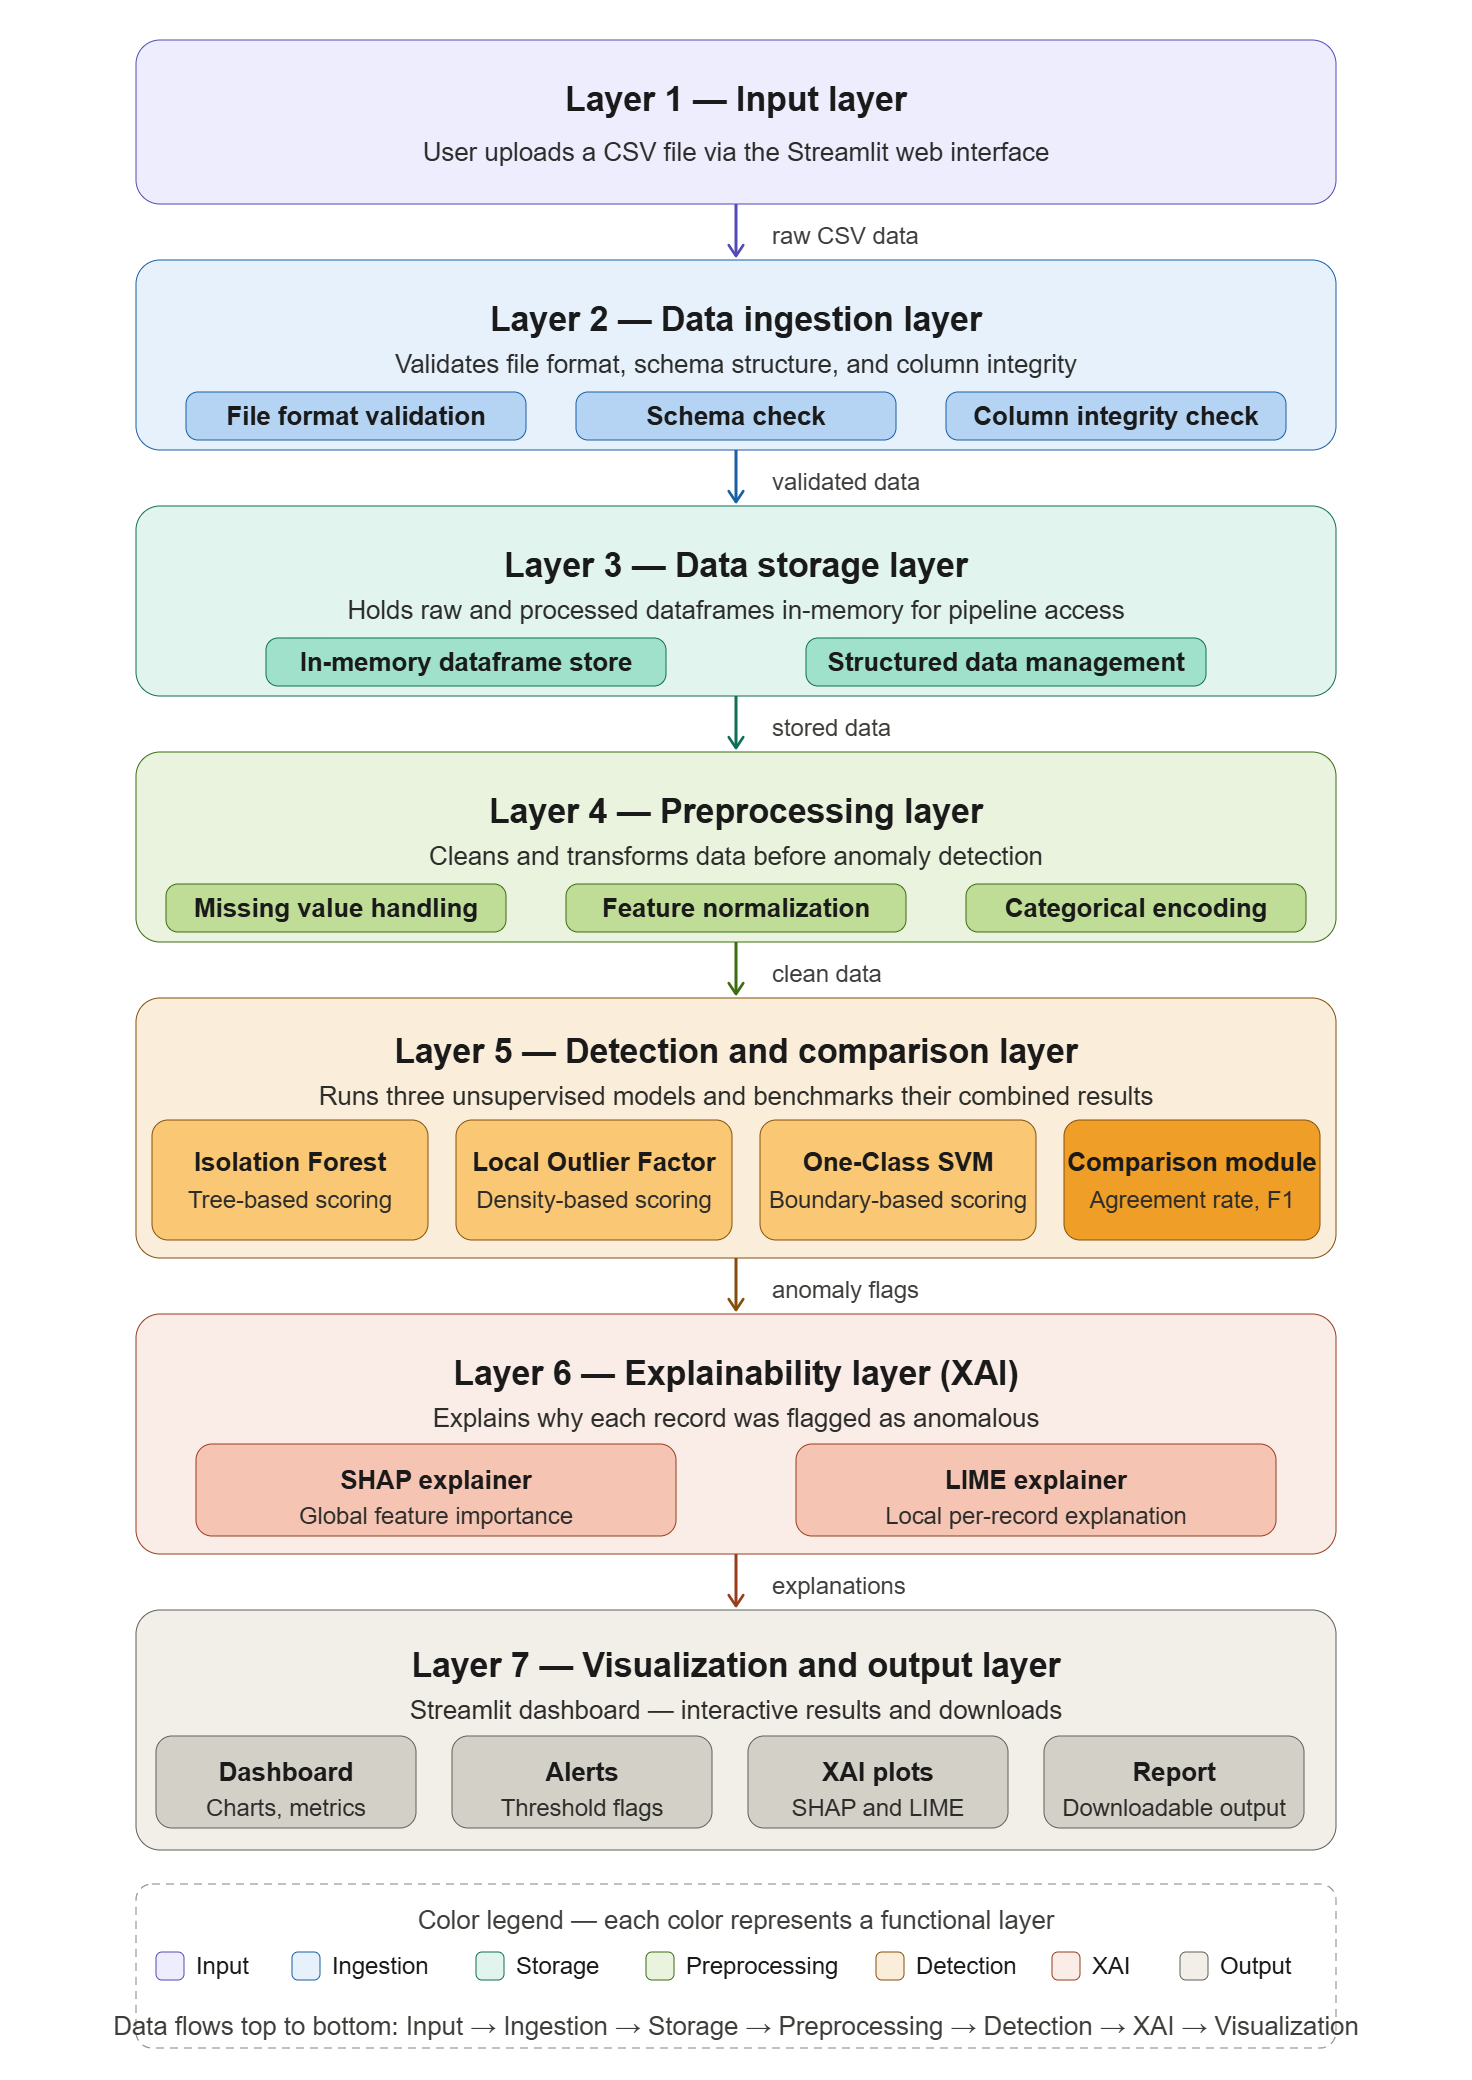 Layer 1 — Input layer
User uploads a CSV file via the Streamlit web interface
raw CSV data
Layer 2 — Data ingestion layer
Validates file format, schema structure, and column integrity
File format validation
Schema check
Column integrity check
validated data
Layer 3 — Data storage layer
Holds raw and processed dataframes in-memory for pipeline access
In-memory dataframe store
Structured data management
stored data
Layer 4 — Preprocessing layer
Cleans and transforms data before anomaly detection
Missing value handling
Feature normalization
Categorical encoding
clean data
Layer 5 — Detection and comparison layer
Runs three unsupervised models and benchmarks their combined results
Isolation Forest
Tree-based scoring
Local Outlier Factor
Density-based scoring
One-Class SVM
Boundary-based scoring
Comparison module
Agreement rate, F1
anomaly flags
Layer 6 — Explainability layer (XAI)
Explains why each record was flagged as anomalous
SHAP explainer
Global feature importance
LIME explainer
Local per-record explanation
explanations
Layer 7 — Visualization and output layer
Streamlit dashboard — interactive results and downloads
Dashboard
Charts, metrics
Alerts
Threshold flags
XAI plots
SHAP and LIME
Report
Downloadable output
Color legend — each color represents a functional layer
Input
Ingestion
Storage
Preprocessing
Detection
XAI
Output
Data flows top to bottom: Input → Ingestion → Storage → Preprocessing → Detection → XAI → Visualization